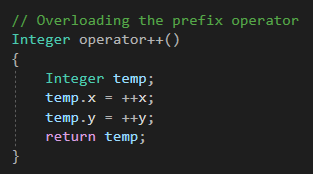 // Overloading the prefix operator
Integer operator++()
{
    Integer temp;
    temp.x = ++x;
    temp.y = ++y;
    return temp;
}